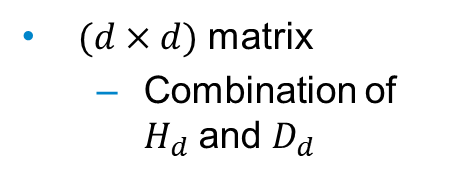 • (d × d) matrix
– Combination of
H_d and D_d